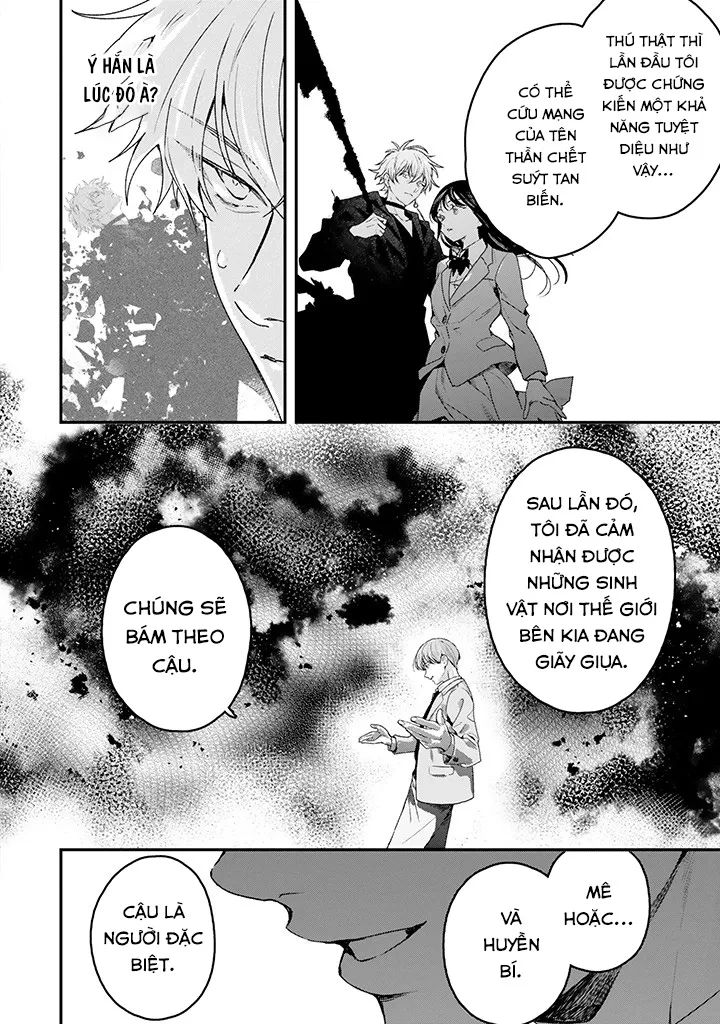 THÚ THẬT THÌ
LẦN ĐẦU TÔI
ĐƯỢC CHỨNG
KIẾN MỘT KHẢ
NĂNG TUYỆT
DIỆU NHƯ
VẬY...
CÓ THỂ
CỨU MẠNG
CỦA TÊN
THẦN CHẾT
SUÝT TAN
BIẾN.
Ý HẮN LÀ
LÚC ĐÓ À?
SAU LẦN ĐÓ,
TÔI ĐÃ CẢM
NHẬN ĐƯỢC
NHỮNG SINH
VẬT NƠI THẾ GIỚI
BÊN KIA ĐANG
GIÃY GIỤA.
CHÚNG SẼ
BÁM THEO
CẬU.
MÊ
HOẶC...
VÀ
HUYỀN
BÍ.
CẬU LÀ
NGƯỜI ĐẶC
BIỆT.